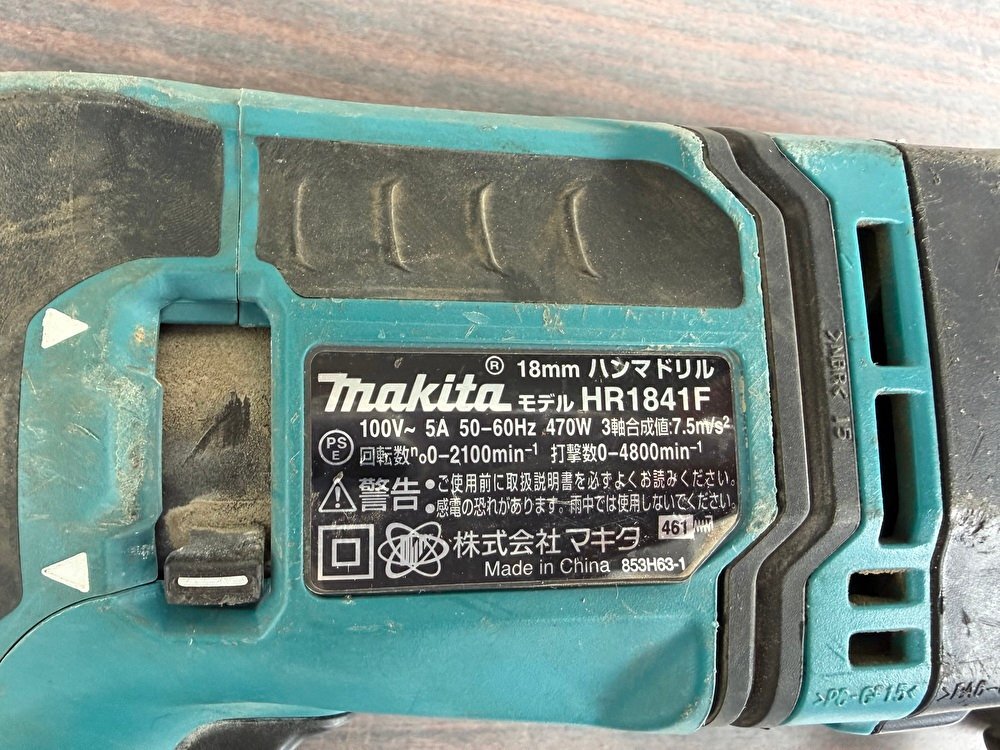 18mm ハンマドリル
makita® モデル HR1841F
100V~ 5A 50-60Hz 470W 3軸合成値:7.5m/s²
PS
E
回転数ⁿo0-2100min⁻¹ 打撃数0-4800min⁻¹
警告
●ご使用前に取扱説明書を必ずよくお読みください。
●感電の恐れがあります。雨中では使用しないでください。
461
株式会社 マキタ
Made in China 853H63-1
>PC-GF15<